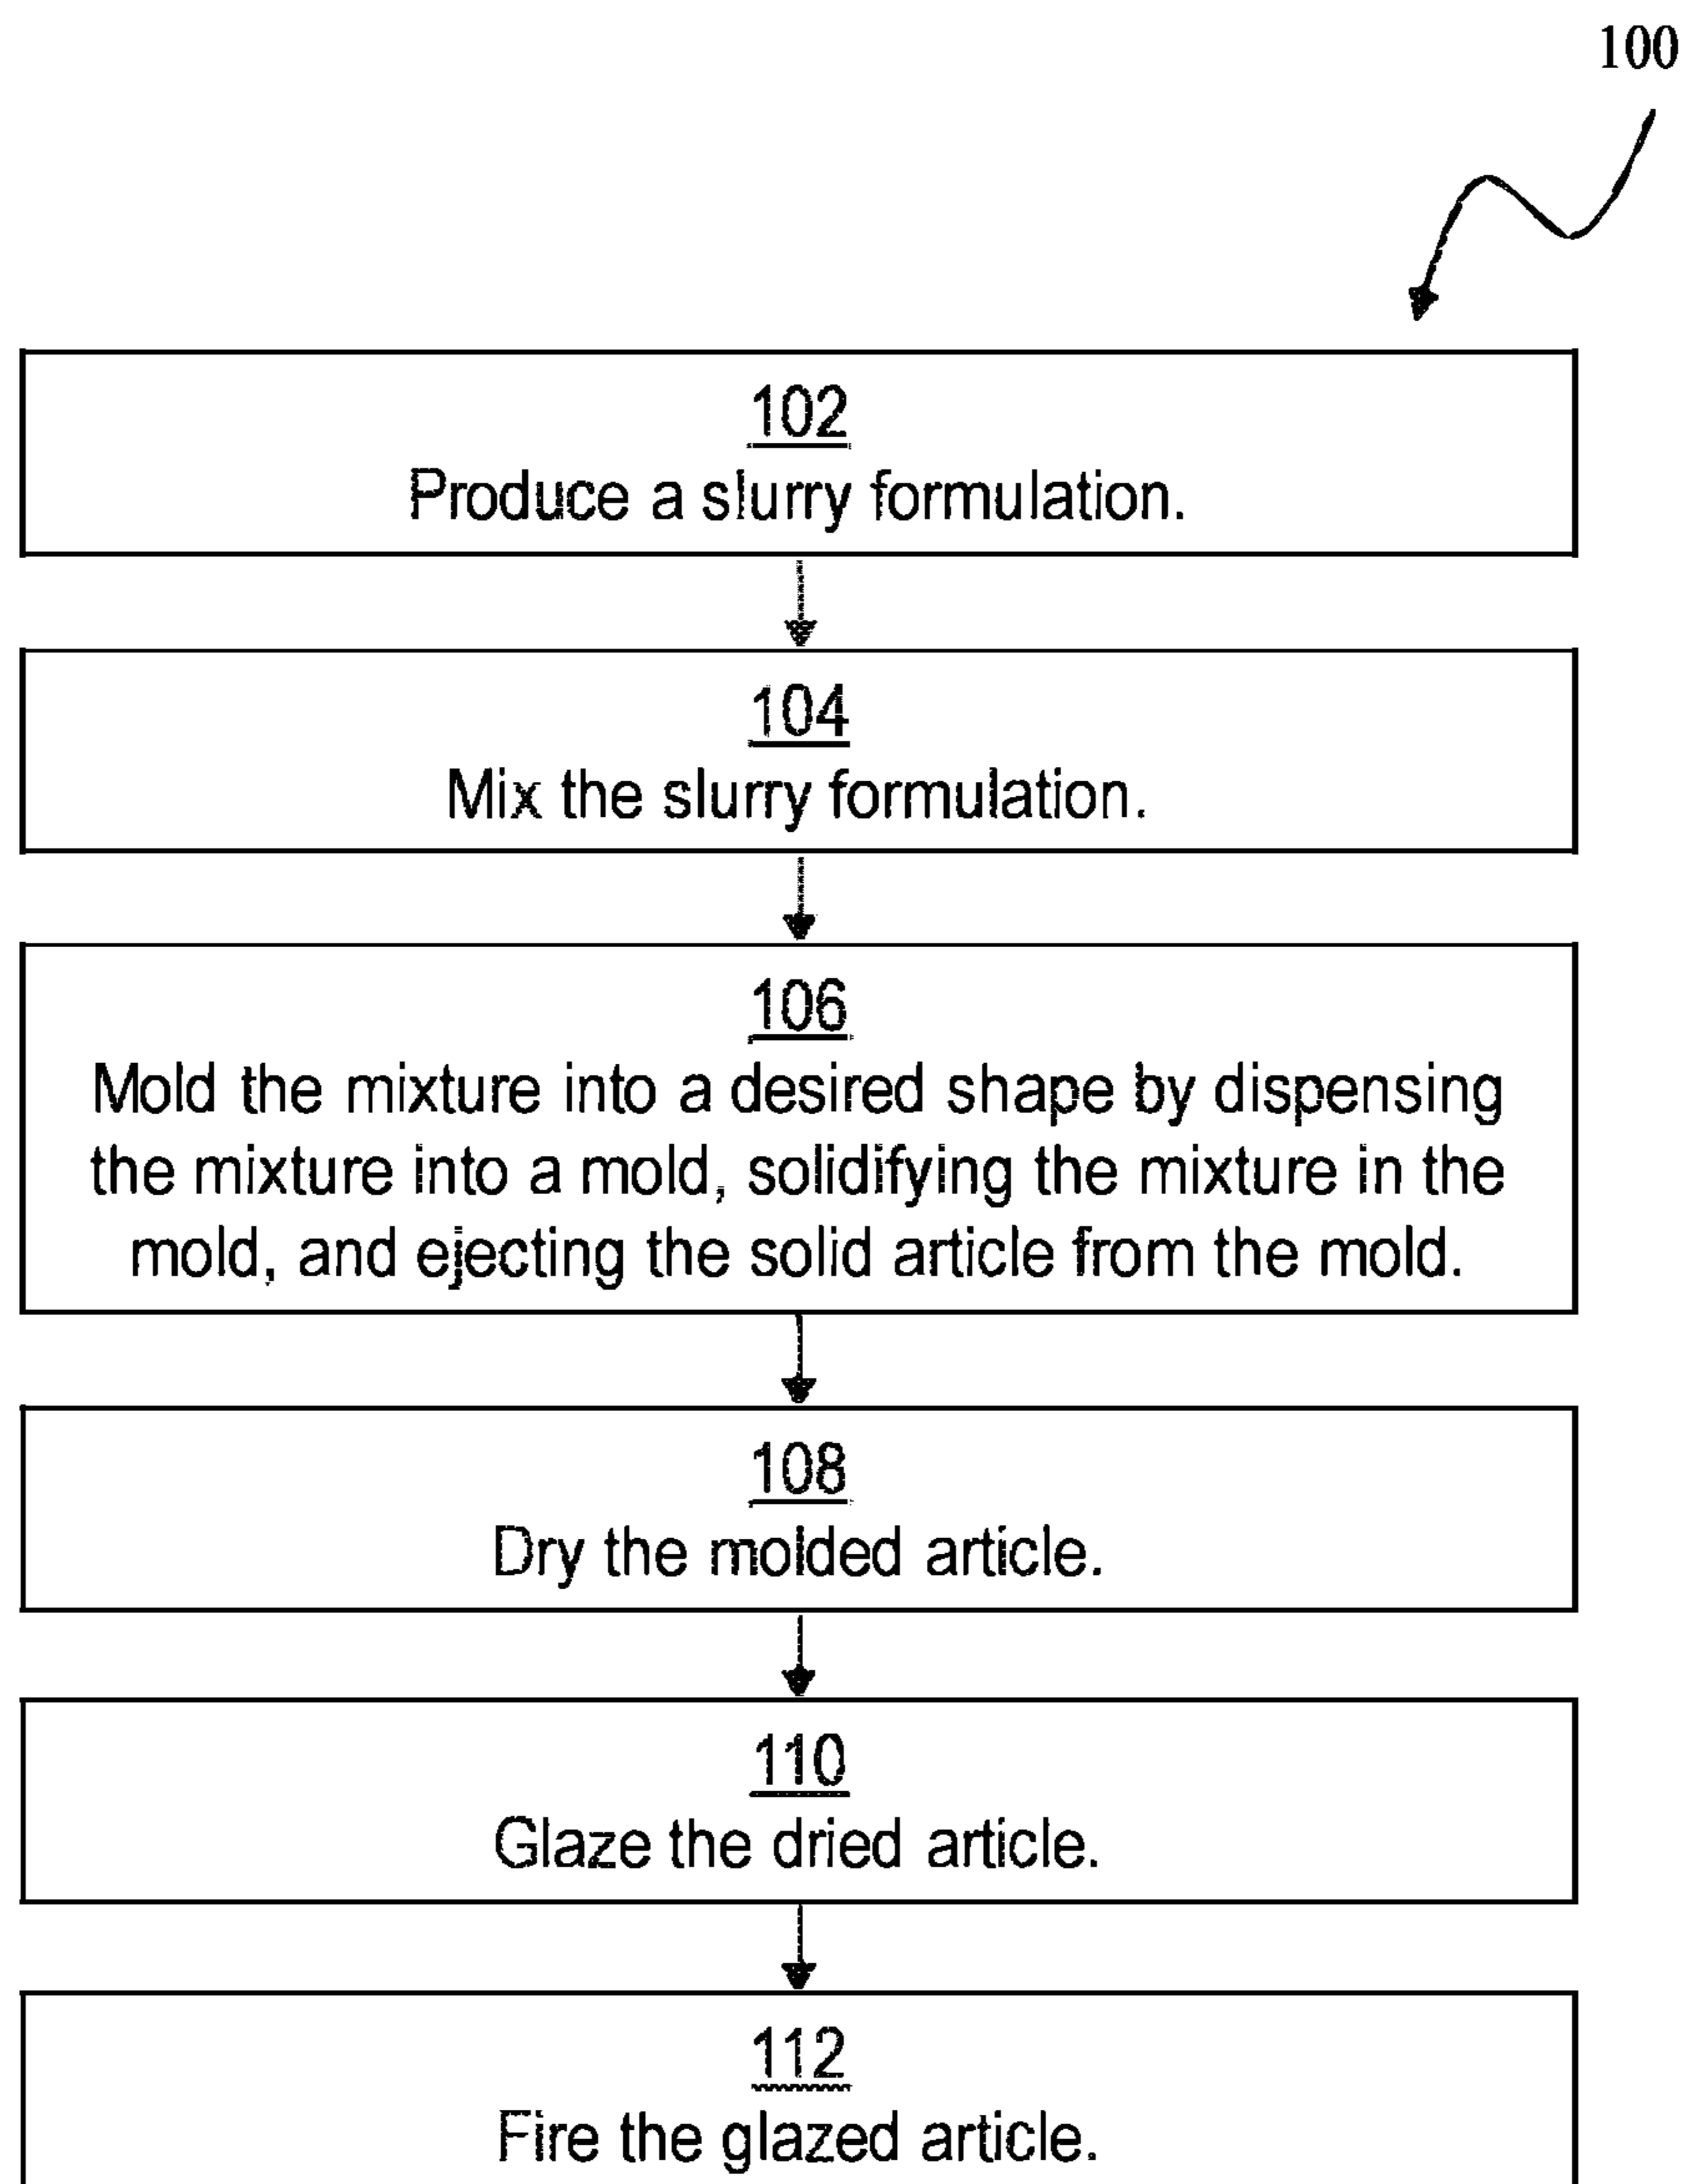 100
102
Produce a slurry formulation.
104
Mix the slurry formulation.
106
Mold the mixture into a desired shape by dispensing
the mixture into a mold, solidifying the mixture in the
mold, and ejecting the solid article from the mold.
108
Dry the molded article.
110
Glaze the dried article.
112
Fire the glazed article.